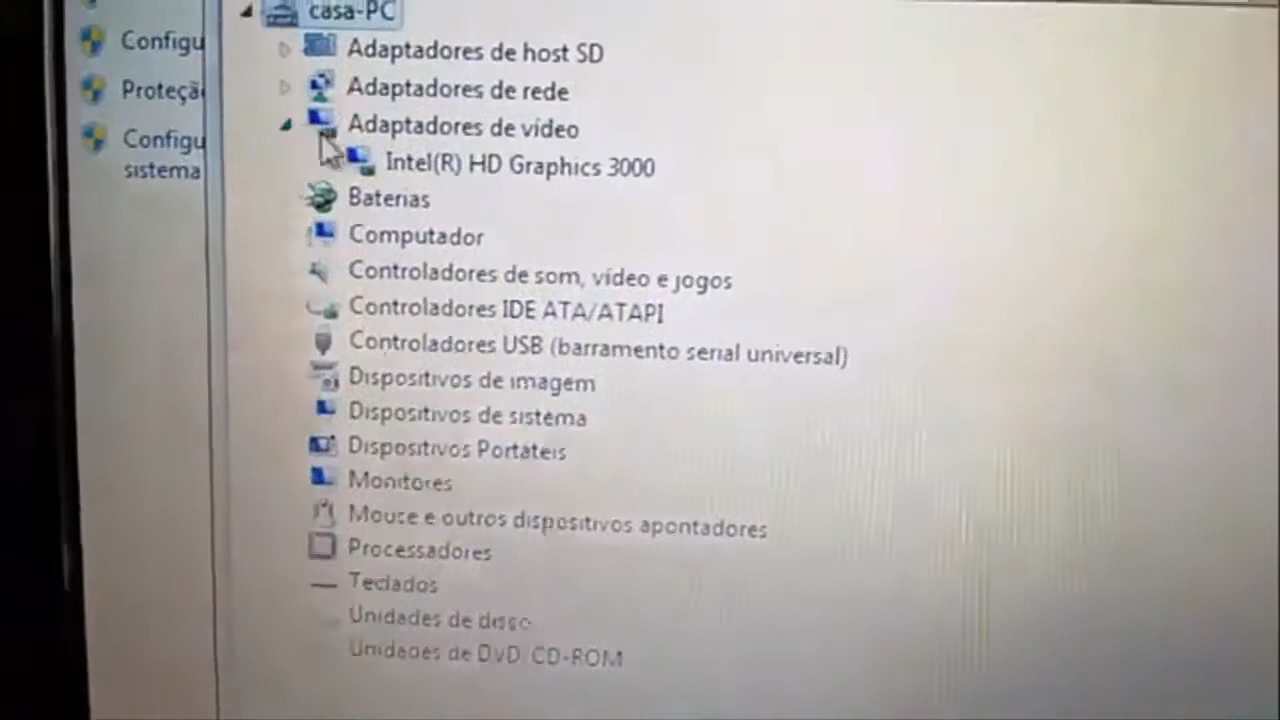 casa-PC
Configu
Adaptadores de host SD
Proteçã
Adaptadores de rede
Configu
sistema
Adaptadores de vídeo
Intel(R) HD Graphics 3000
Baterias
Computador
Controladores de som, vídeo e jogos
Controladores IDE ATA/ATAPI
Controladores USB (barramento serial universal)
Dispositivos de imagem
Dispositivos de sistema
Dispositivos Portáteis
Monitores
Mouse e outros dispositivos apontadores
Processadores
Teclados
Unidades de disco
Unidades de DVD/CD-ROM